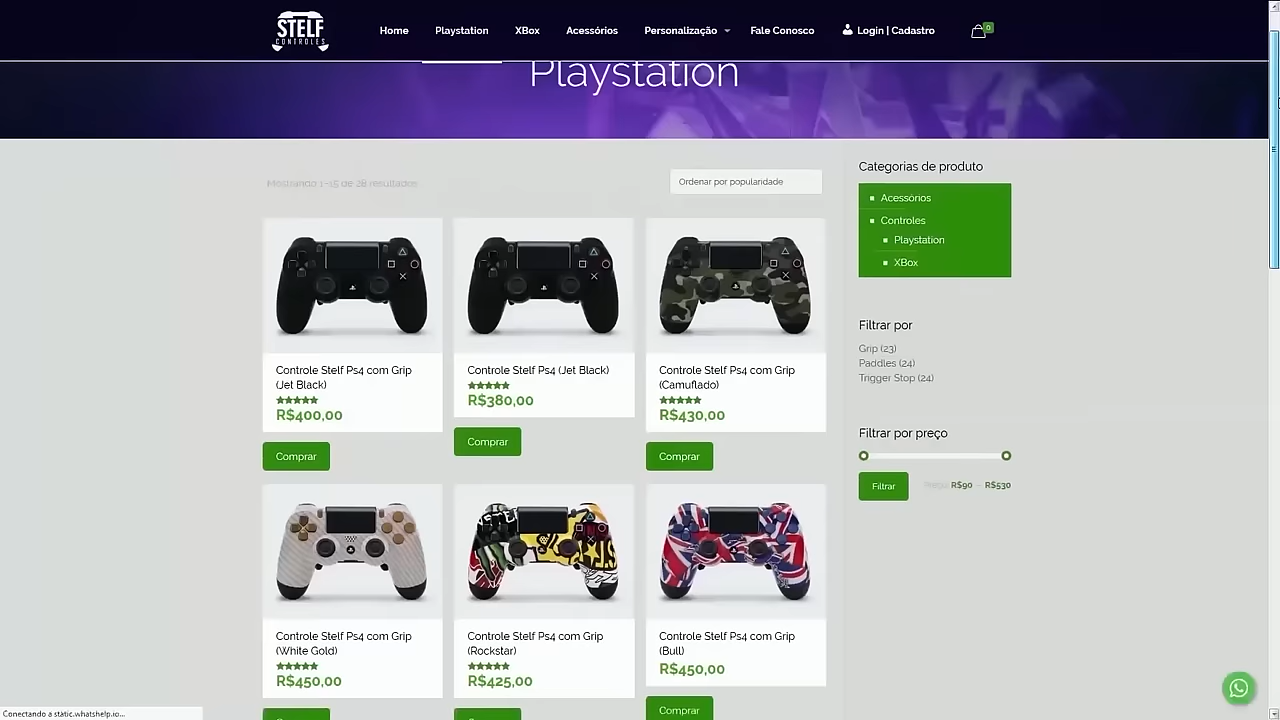 STELF
CONTROLES
Home
Playstation
XBox
Acessórios
Personalização
Fale Conosco
Login | Cadastro
0
Playstation
Mostrando 1–15 de 28 resultados
Ordenar por popularidade
Controle Stelf Ps4 com Grip
(Jet Black)
R$400,00
Comprar
Controle Stelf Ps4 (Jet Black)
R$380,00
Comprar
Controle Stelf Ps4 com Grip
(Camuflado)
R$430,00
Comprar
Controle Stelf Ps4 com Grip
(White Gold)
R$450,00
Controle Stelf Ps4 com Grip
(Rockstar)
R$425,00
Controle Stelf Ps4 com Grip
(Bull)
R$450,00
Comprar
Categorias de produto
Acessórios
Controles
Playstation
XBox
Filtrar por
Grip (23)
Paddles (24)
Trigger Stop (24)
Filtrar por preço
Filtrar
Preço: R$90 — R$530
Conectando a static.whatshelp.io...